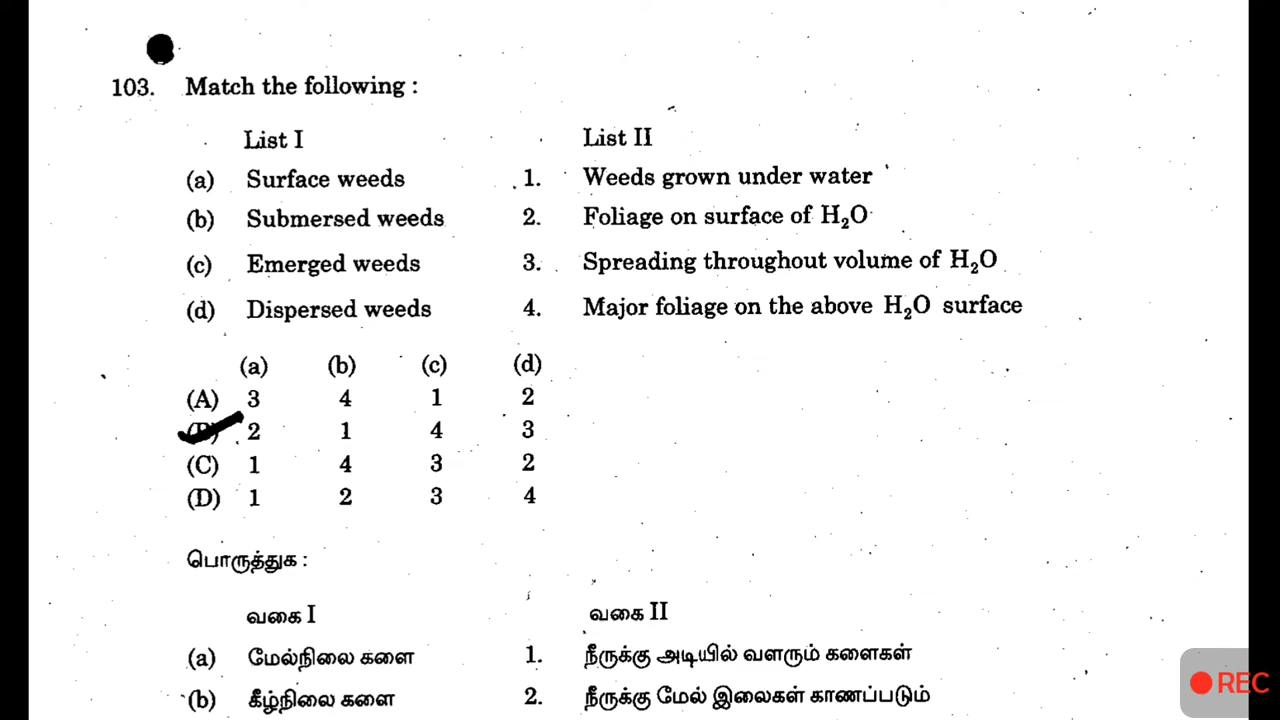 103. Match the following :
List I List II
(a) Surface weeds 1. Weeds grown under water
(b) Submersed weeds 2. Foliage on surface of H₂O
(c) Emerged weeds 3. Spreading throughout volume of H₂O
(d) Dispersed weeds 4. Major foliage on the above H₂O surface
(a) (b) (c) (d)
(A) 3 4 1 2
(B) 2 1 4 3
(C) 1 4 3 2
(D) 1 2 3 4
பொருத்துக :
வகை I வகை II
(a) மேல்நிலை களை 1. நீருக்கு அடியில் வளரும் களைகள்
(b) கீழ்நிலை களை 2. நீருக்கு மேல் இலைகள் காணப்படும்
REC